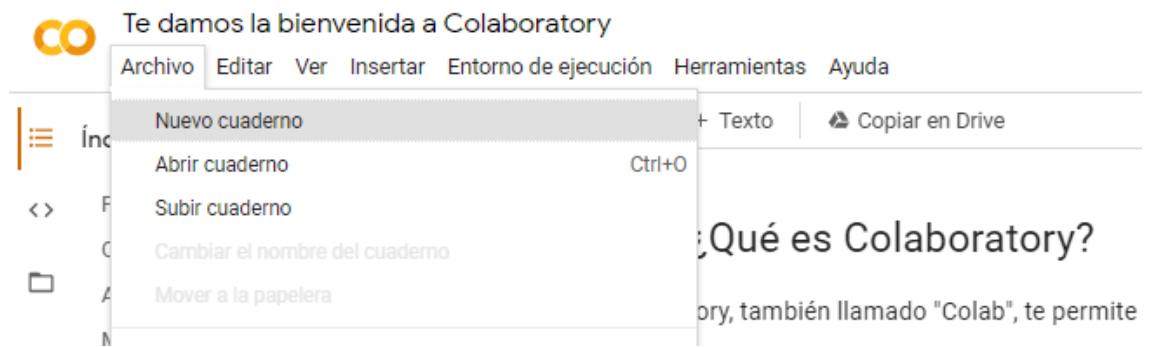 Te damos la bienvenida a Colaboratory
Archivo Editar Ver Insertar Entorno de ejecución Herramientas Ayuda
+ Texto Copiar en Drive
Nuevo cuaderno
Abrir cuaderno Ctrl+O
Subir cuaderno
Cambiar el nombre del cuaderno
Mover a la papelera
¿Qué es Colaboratory?
ory, también llamado "Colab", te permite